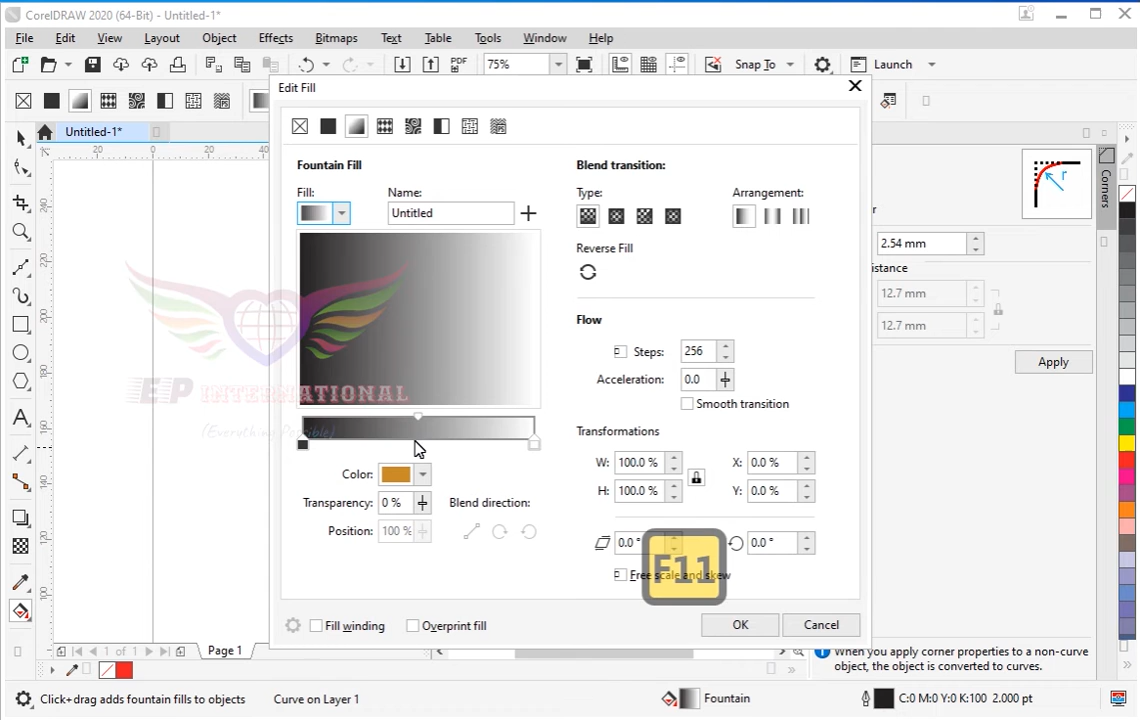 CorelDRAW 2020 (64-Bit) - Untitled-1*
File Edit View Layout Object Effects Bitmaps Text Table Tools Window Help
PDF 75% Snap To Launch
Edit Fill
Untitled-1*
20 0 20 40
Fountain Fill Blend transition:
Fill: Name: Type: Arrangement:
Untitled
Reverse Fill
r
Corners
2.54 mm
istance
12.7 mm
12.7 mm
Flow
Steps: 256
Apply
Acceleration: 0.0
Smooth transition
EP INTERNATIONAL
(Everything Possible)
Transformations
W: 100.0 % X: 0.0 %
Color:
H: 100.0 % Y: 0.0 %
Transparency: 0 % Blend direction:
Position: 100 %
0.0 ° 0.0 °
F11
Free scale and skew
Fill winding Overprint fill OK Cancel
1 of 1 Page 1
When you apply corner properties to a non-curve
object, the object is converted to curves.
Click+drag adds fountain fills to objects Curve on Layer 1 Fountain C:0 M:0 Y:0 K:100 2.000 pt